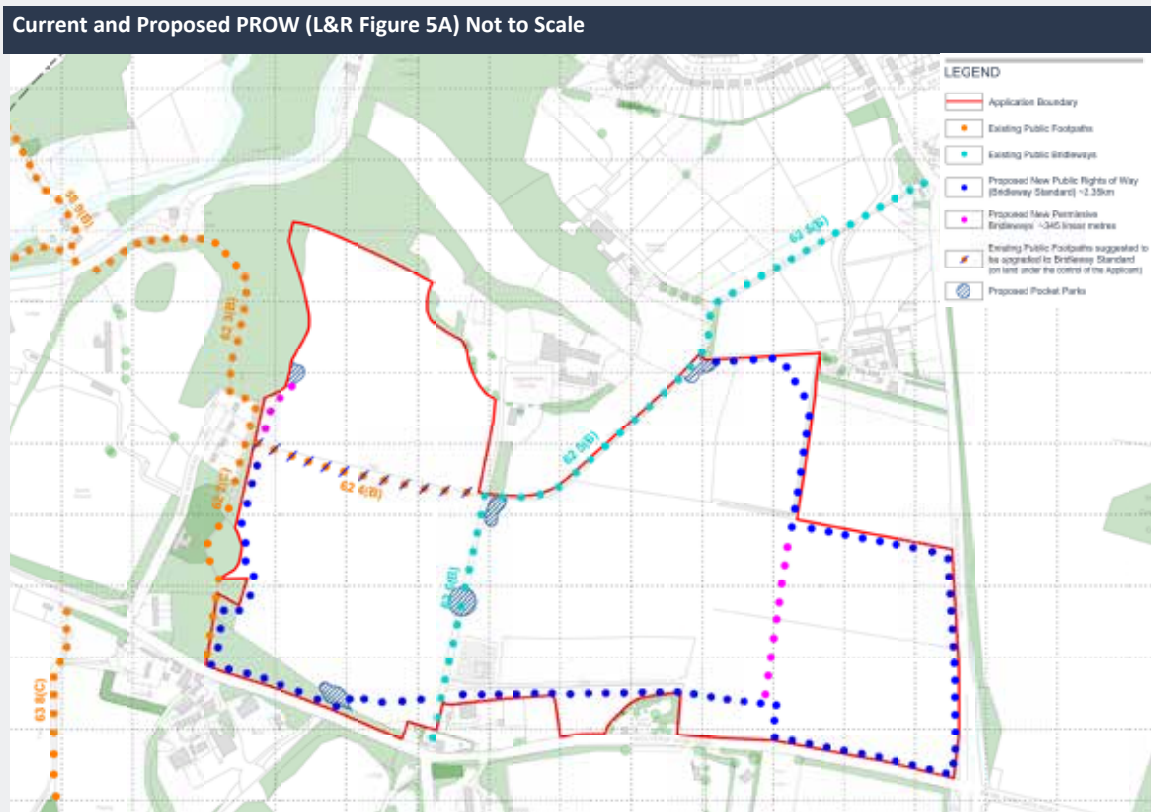 Current and Proposed PROW (L&R Figure 5A) Not to Scale
LEGEND
Application Boundary
Existing Public Footpaths
Existing Public Bridleways
Proposed New Public Rights of Way
(Bridleway Standard) ~2.35km
Proposed New Permissive
Bridleways ~345 linear metres
Existing Public Footpaths suggested to
be upgraded to Bridleway Standard
(on land under the control of the Applicant)
Proposed Pocket Parks
62 3(B)
62 4(B)
62 5(B)
62 6(B)
63 8(C)